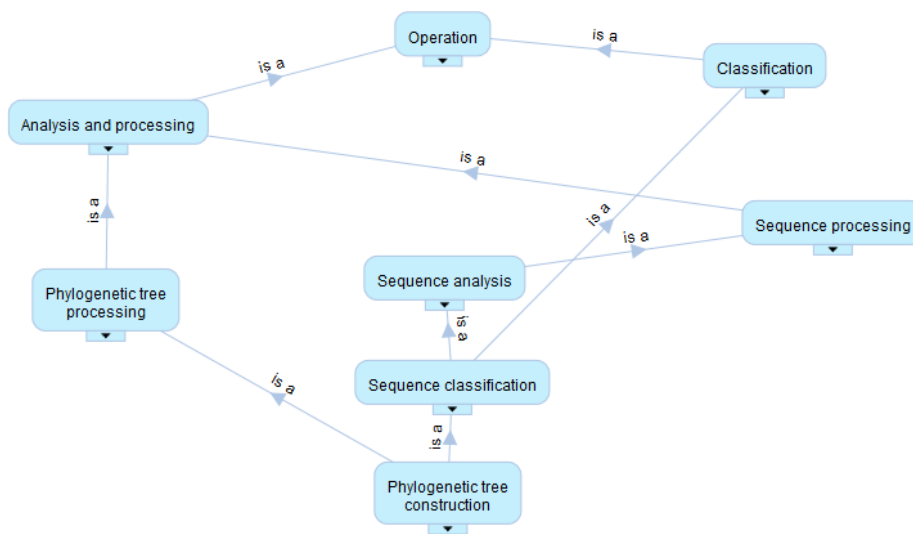 Operation
is a
Classification
is a
Analysis and processing
is a
is a
is a
Sequence processing
is a
Sequence analysis
Phylogenetic tree
processing
is a
Sequence classification
is a
is a
Phylogenetic tree
construction